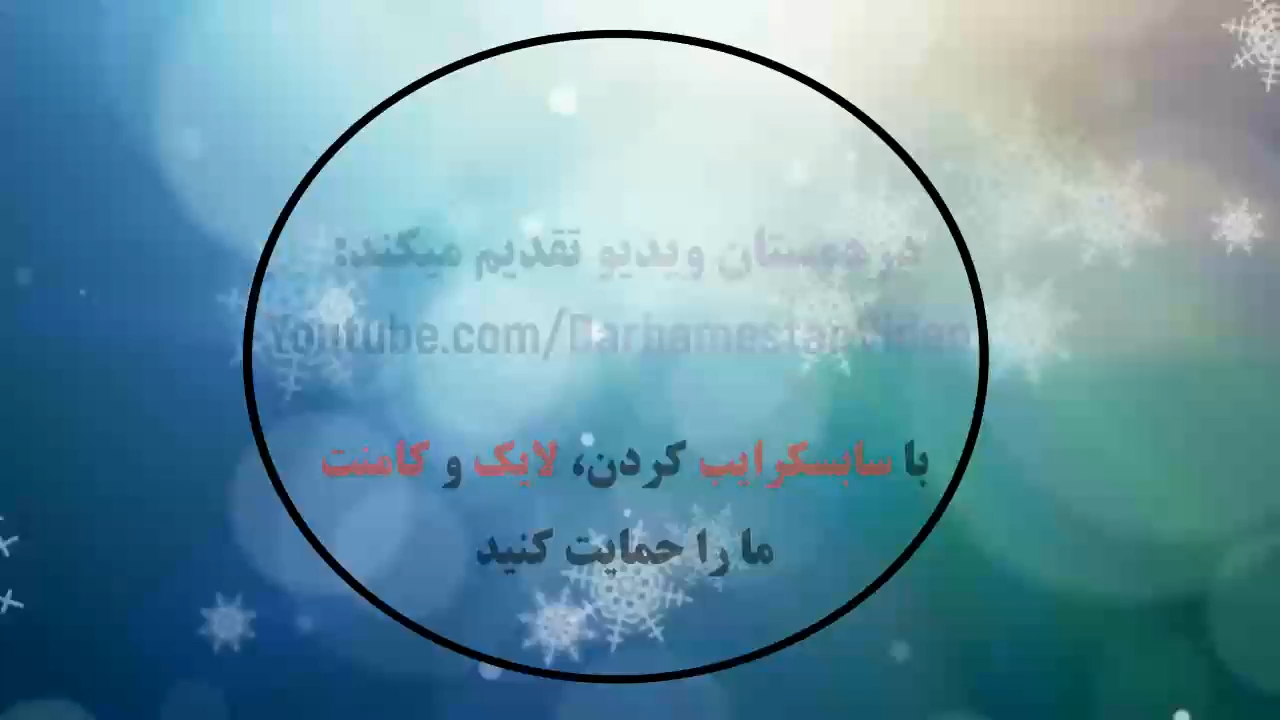 درهمستان ویدیو تقدیم میکند:
Youtube.com/DarhamestanVideo
با سابسکرایب کردن، لایک و کامنت
ما را حمایت کنید